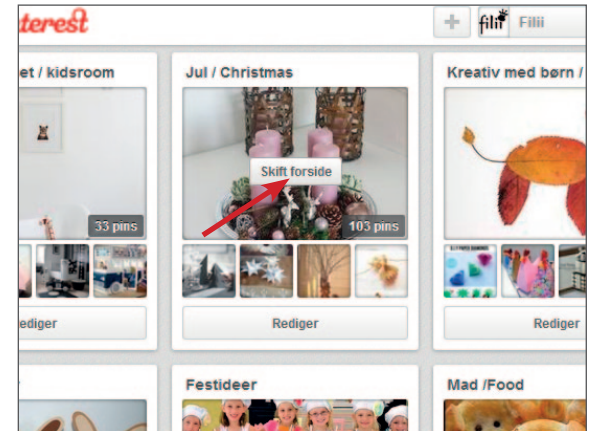 terest
filii Filii
et / kidsroom
Jul / Christmas
Kreativ med børn /
Skift forside
33 pins
103 pins
ediger
Rediger
Rediger
Festideer
Mad /Food